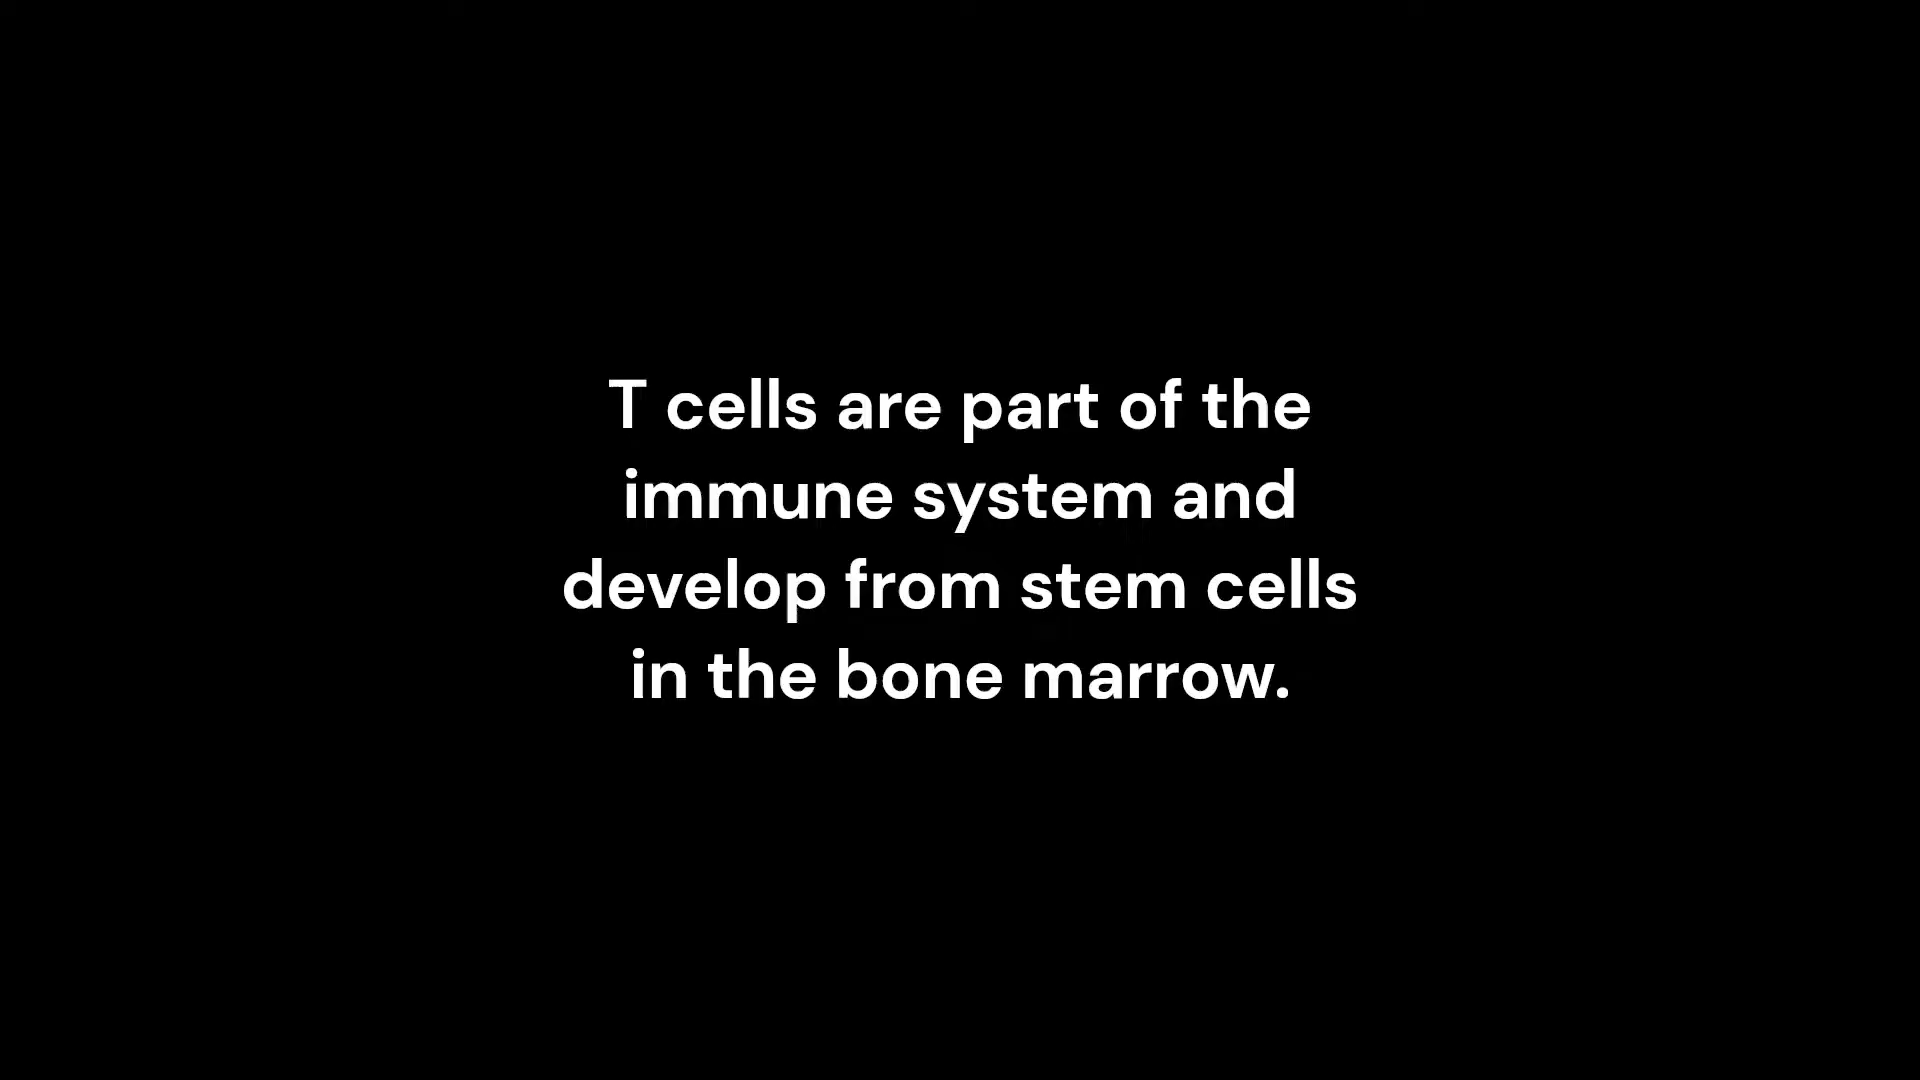 T cells are part of the
immune system and
develop from stem cells
in the bone marrow.